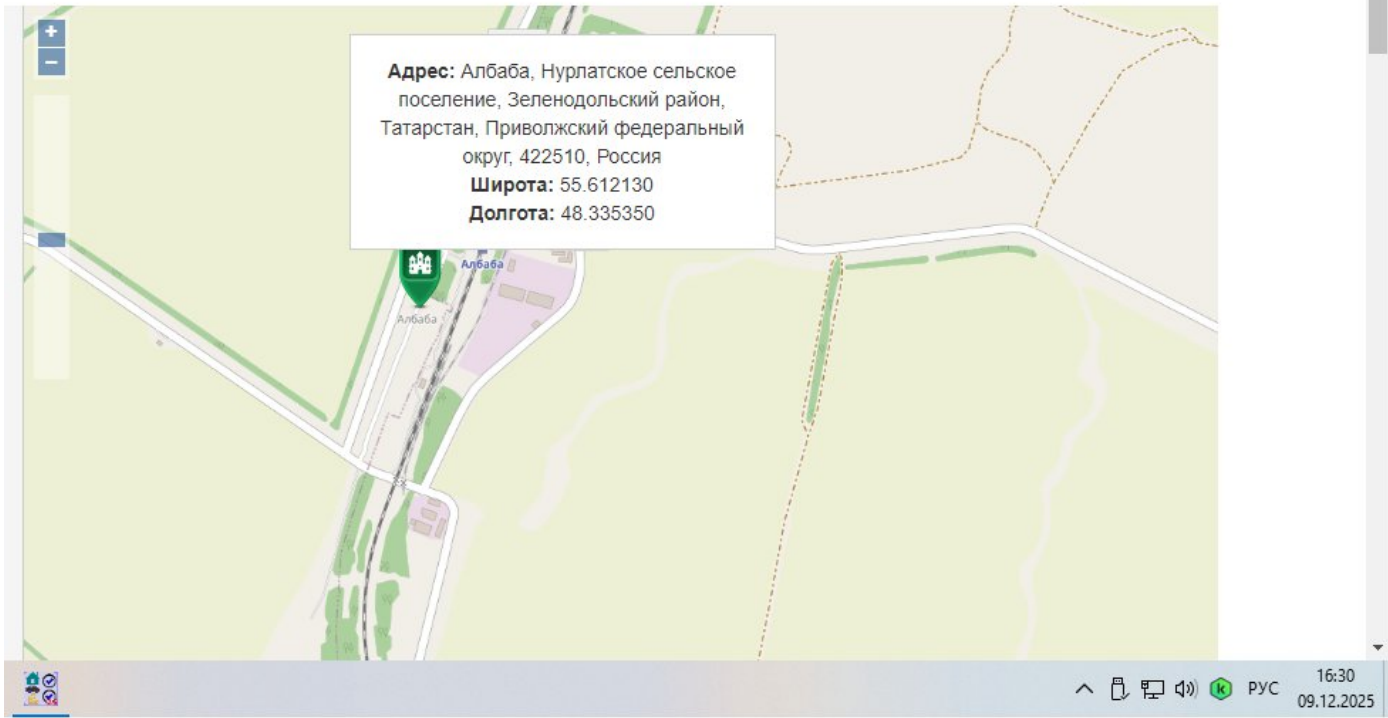 +
−
Адрес: Албаба, Нурлатское сельское
поселение, Зеленодольский район,
Татарстан, Приволжский федеральный
округ, 422510, Россия
Широта: 55.612130
Долгота: 48.335350
Албаба
Албаба
k
РУС
16:30
09.12.2025